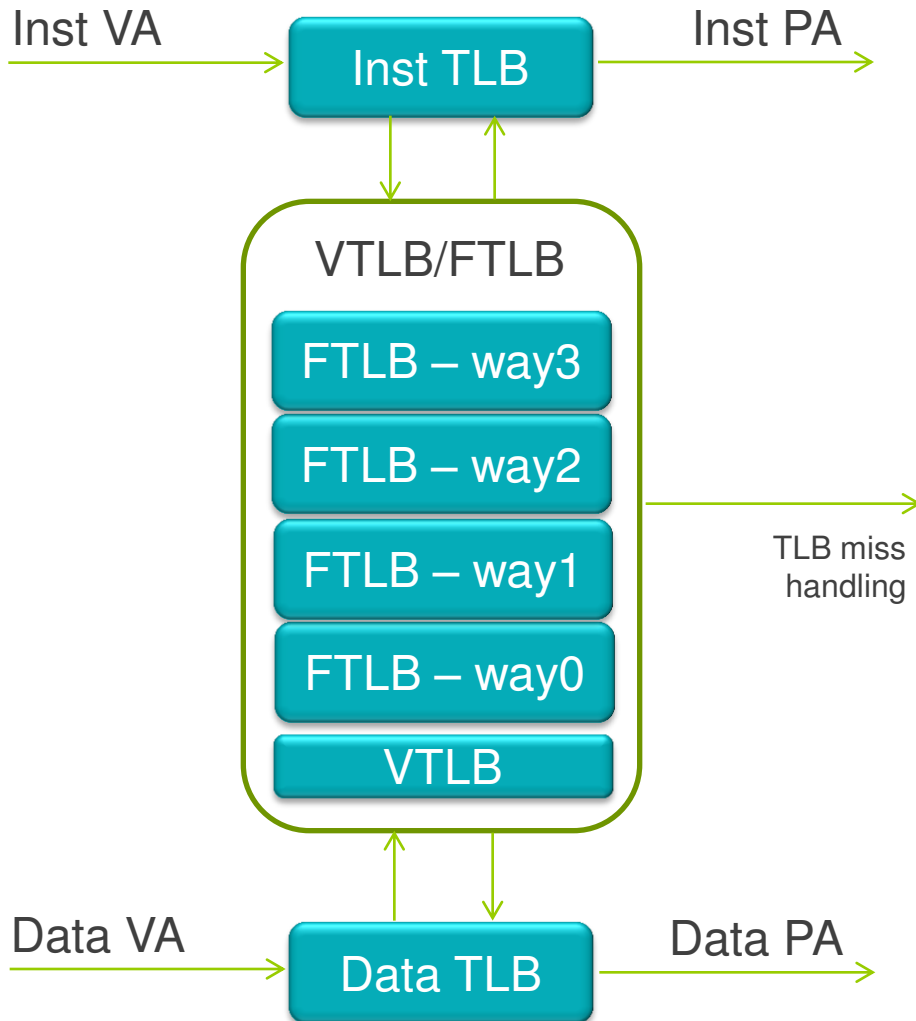 Inst VA
Inst TLB
Inst PA
VTLB/FTLB
FTLB – way3
FTLB – way2
FTLB – way1
FTLB – way0
VTLB
TLB miss
handling
Data VA
Data TLB
Data PA